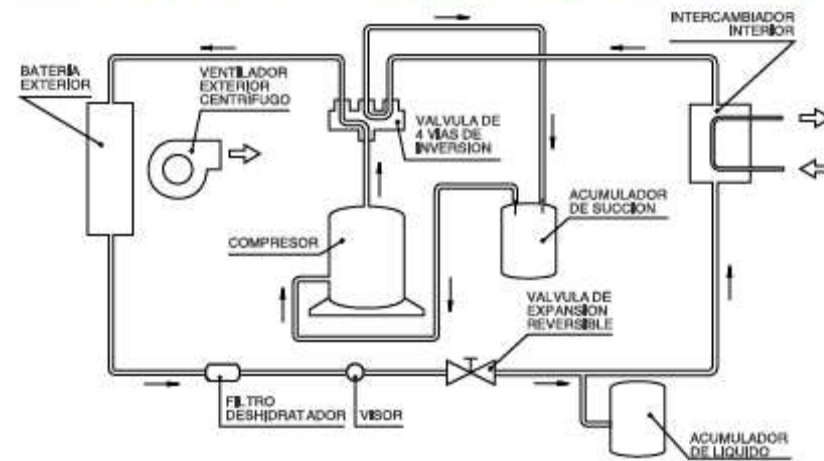 INTERCAMBIADOR
INTERIOR
BATERÍA
EXTERIOR
VENTILADOR
EXTERIOR
CENTRÍFUGO
VALVULA DE
4 VIAS DE
INVERSION
ACUMULADOR
DE SUCCION
COMPRESOR
VALVULA DE
EXPANSION
REVERSIBLE
FILTRO
DESHIDRATADOR
VISOR
ACUMULADOR
DE LIQUIDO